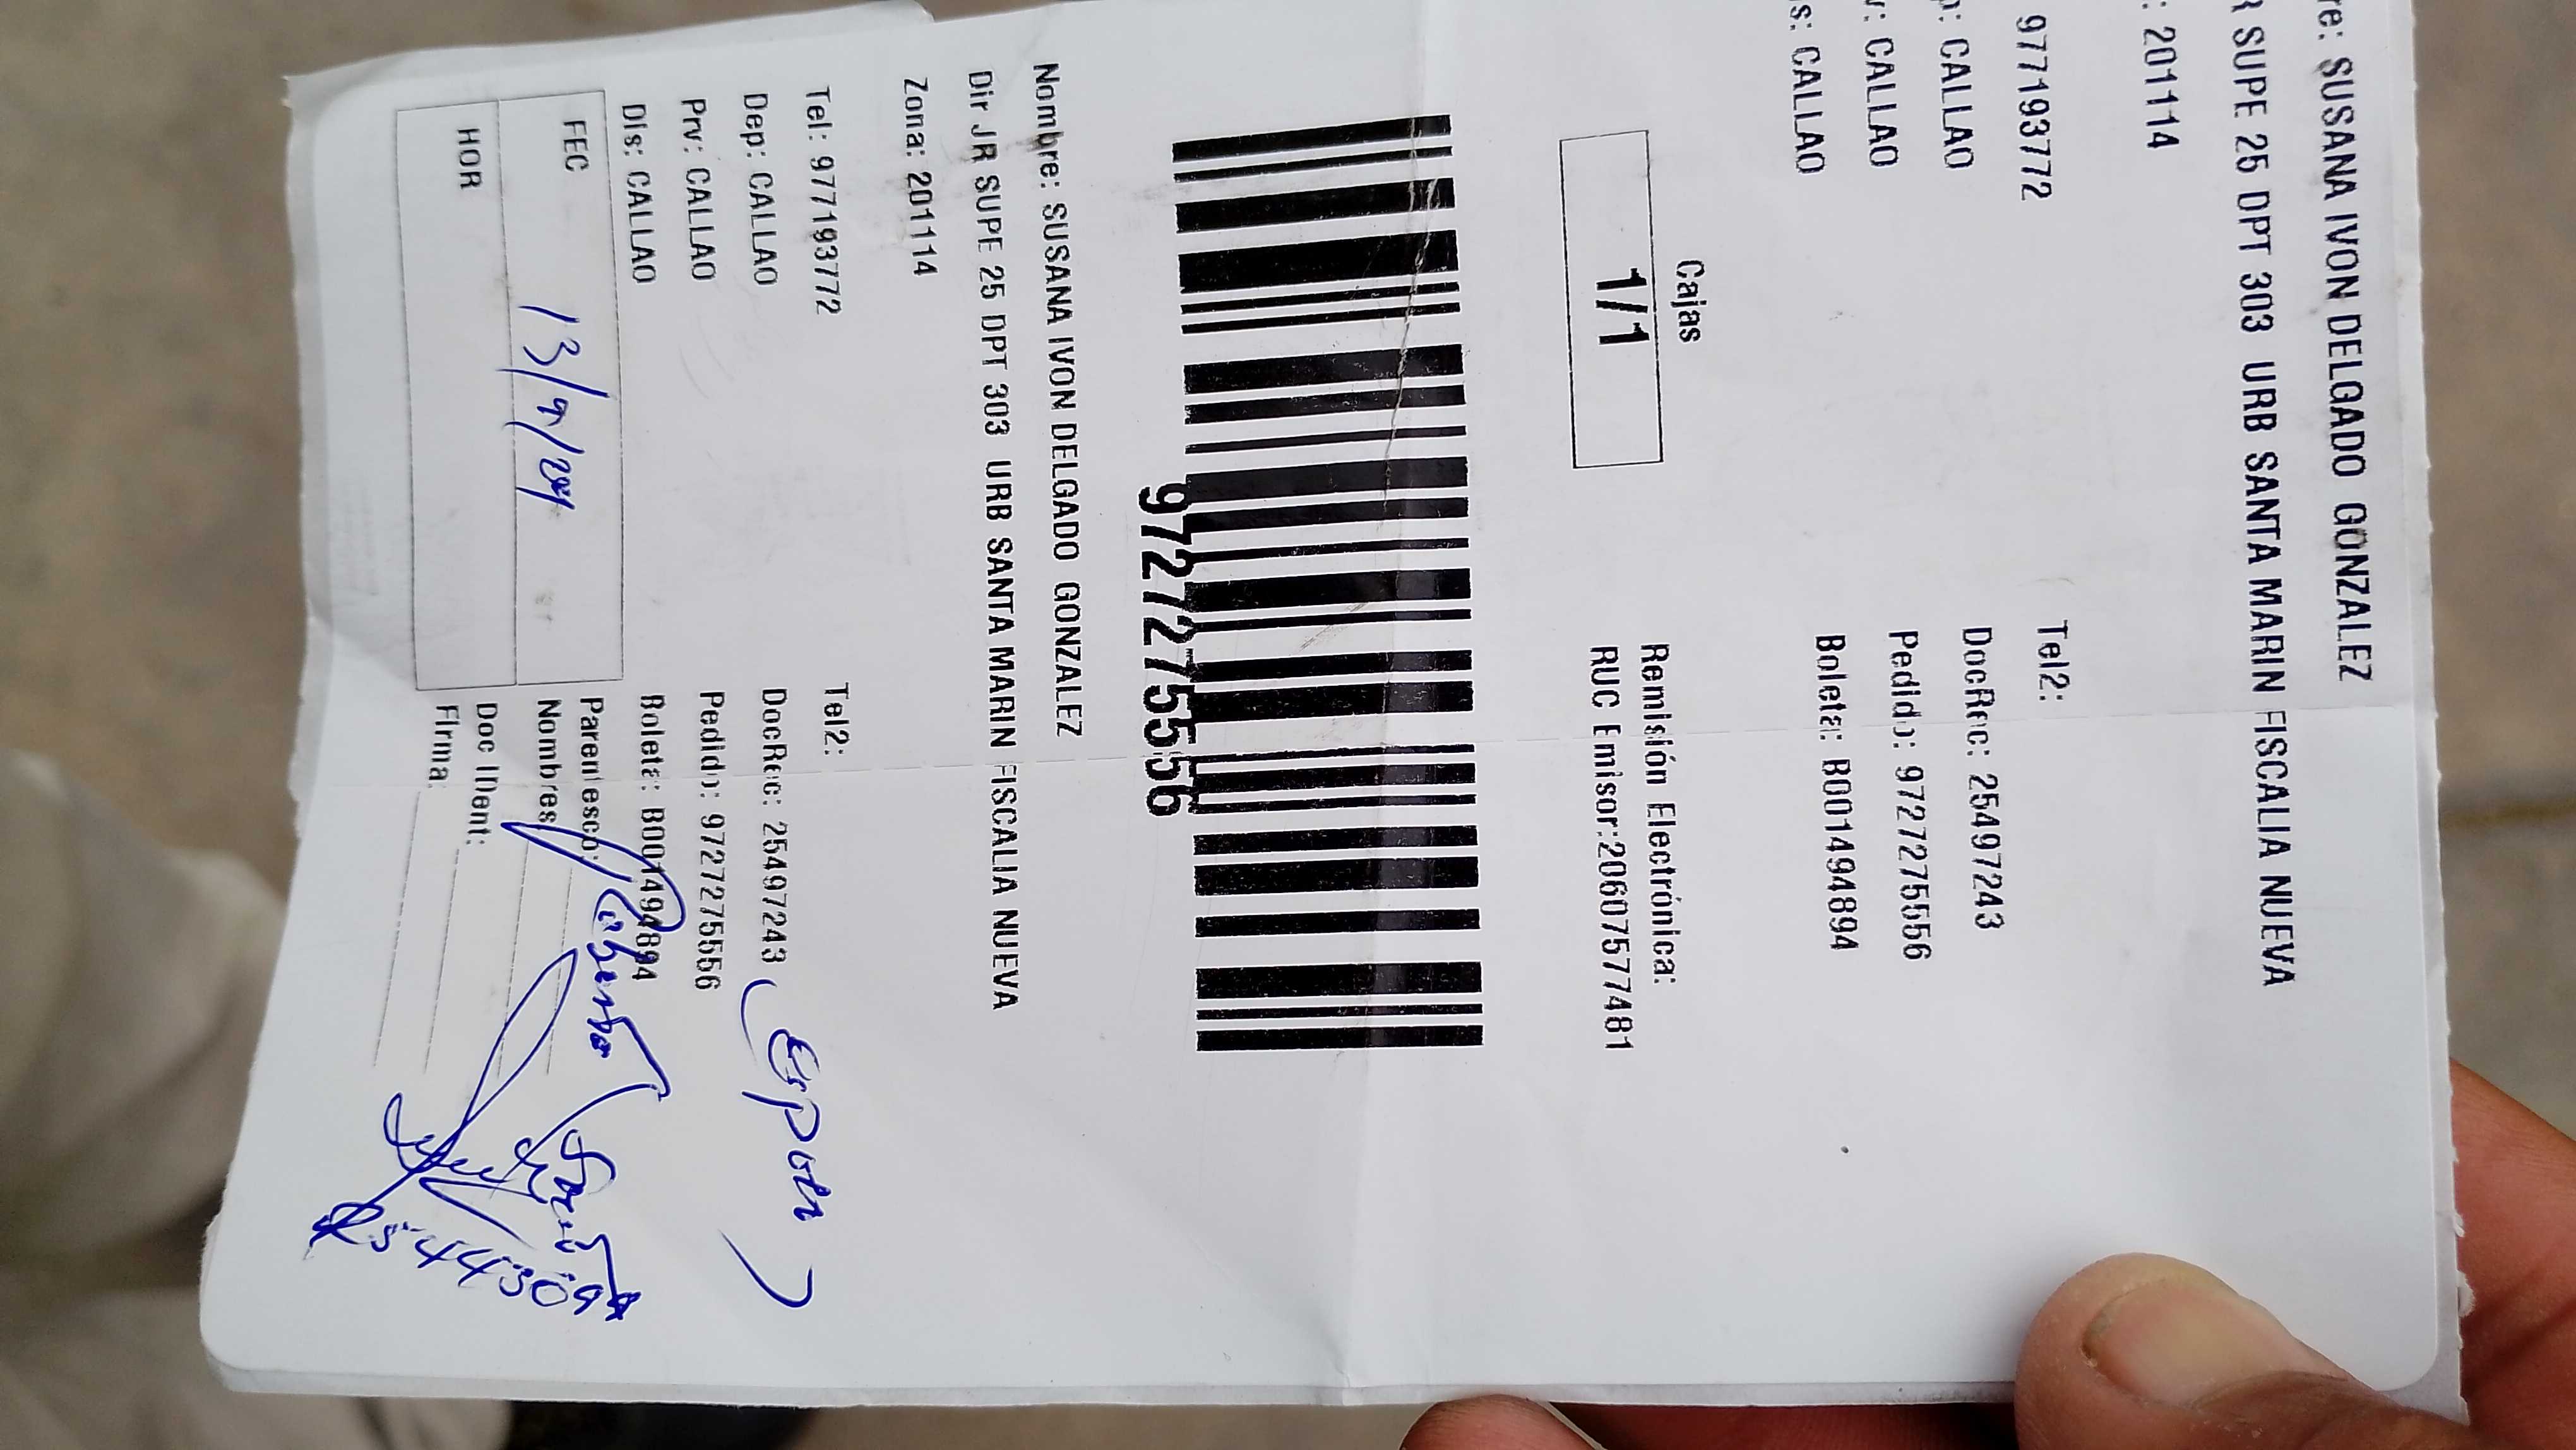 re: SUSANA IVON DELGADO GONZALEZ
R SUPE 25 DPT 303 URB SANTA MARIN FISCALIA NUEVA
: 201114
977193772
Tel2:
p: CALLAO
DocRec: 25497243
v: CALLAO
Pedido: 9727275556
s: CALLAO
Boleta: B001494894
Cajas
1/1
Remisión Electrónica:
RUC Emisor:20607577481
9727275556
Nombre: SUSANA IVON DELGADO GONZALEZ
Dir JR SUPE 25 DPT 303 URB SANTA MARIN FISCALIA NUEVA
Zona: 201114
Tel: 977193772
Tel2:
Dep: CALLAO
DocRec: 25497243
Prv: CALLAO
Pedido: 9727275556
Dis: CALLAO
Boleta: B001494894
FEC
13/9/
HOR
Parentesco:
Nombres
Doc IDent:
Firma: